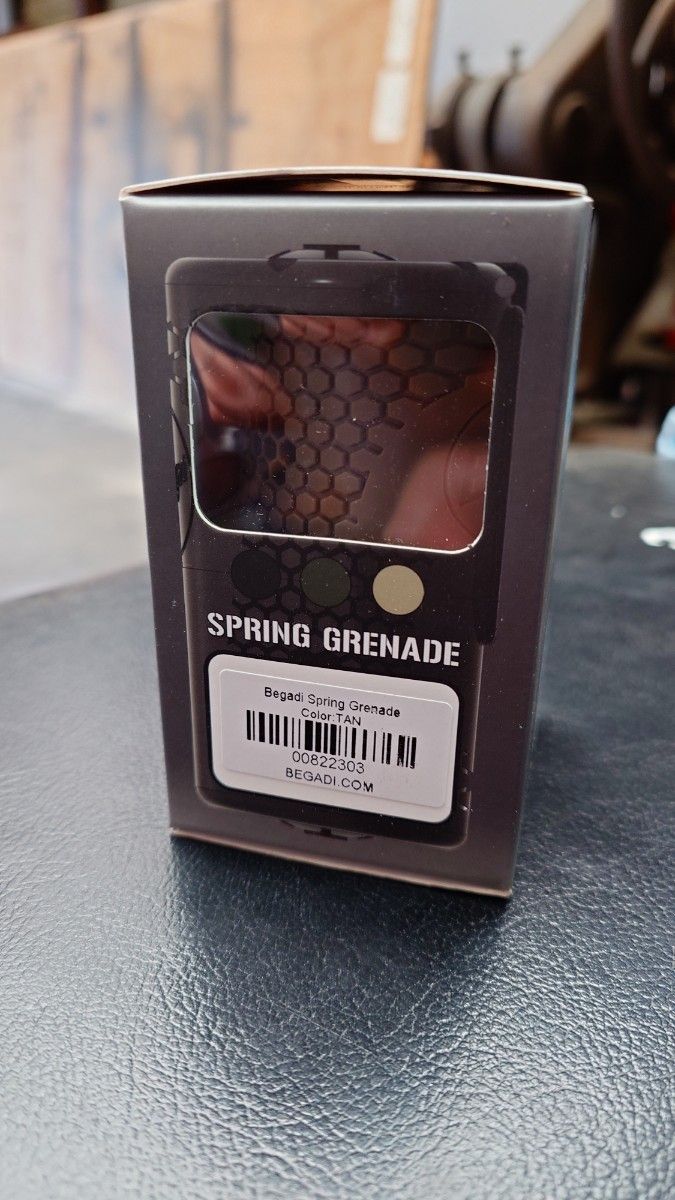 SPRING GRENADE
Begadi Spring Grenade
Color:TAN
00822303
BEGADI.COM